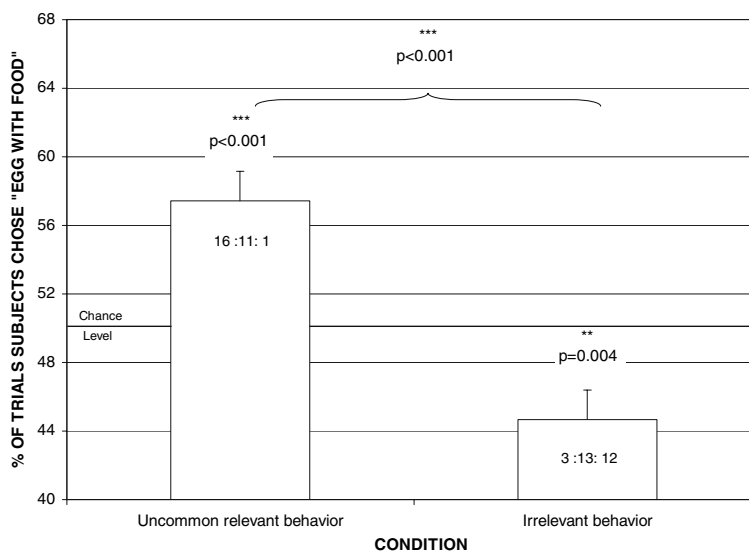 % OF TRIALS SUBJECTS CHOSE "EGG WITH FOOD"
68
64
60
56
52
48
44
40
***
p<0.001
***
p<0.001
16 :11: 1
Chance
Level
**
p=0.004
3 :13: 12
Uncommon relevant behavior
Irrelevant behavior
CONDITION